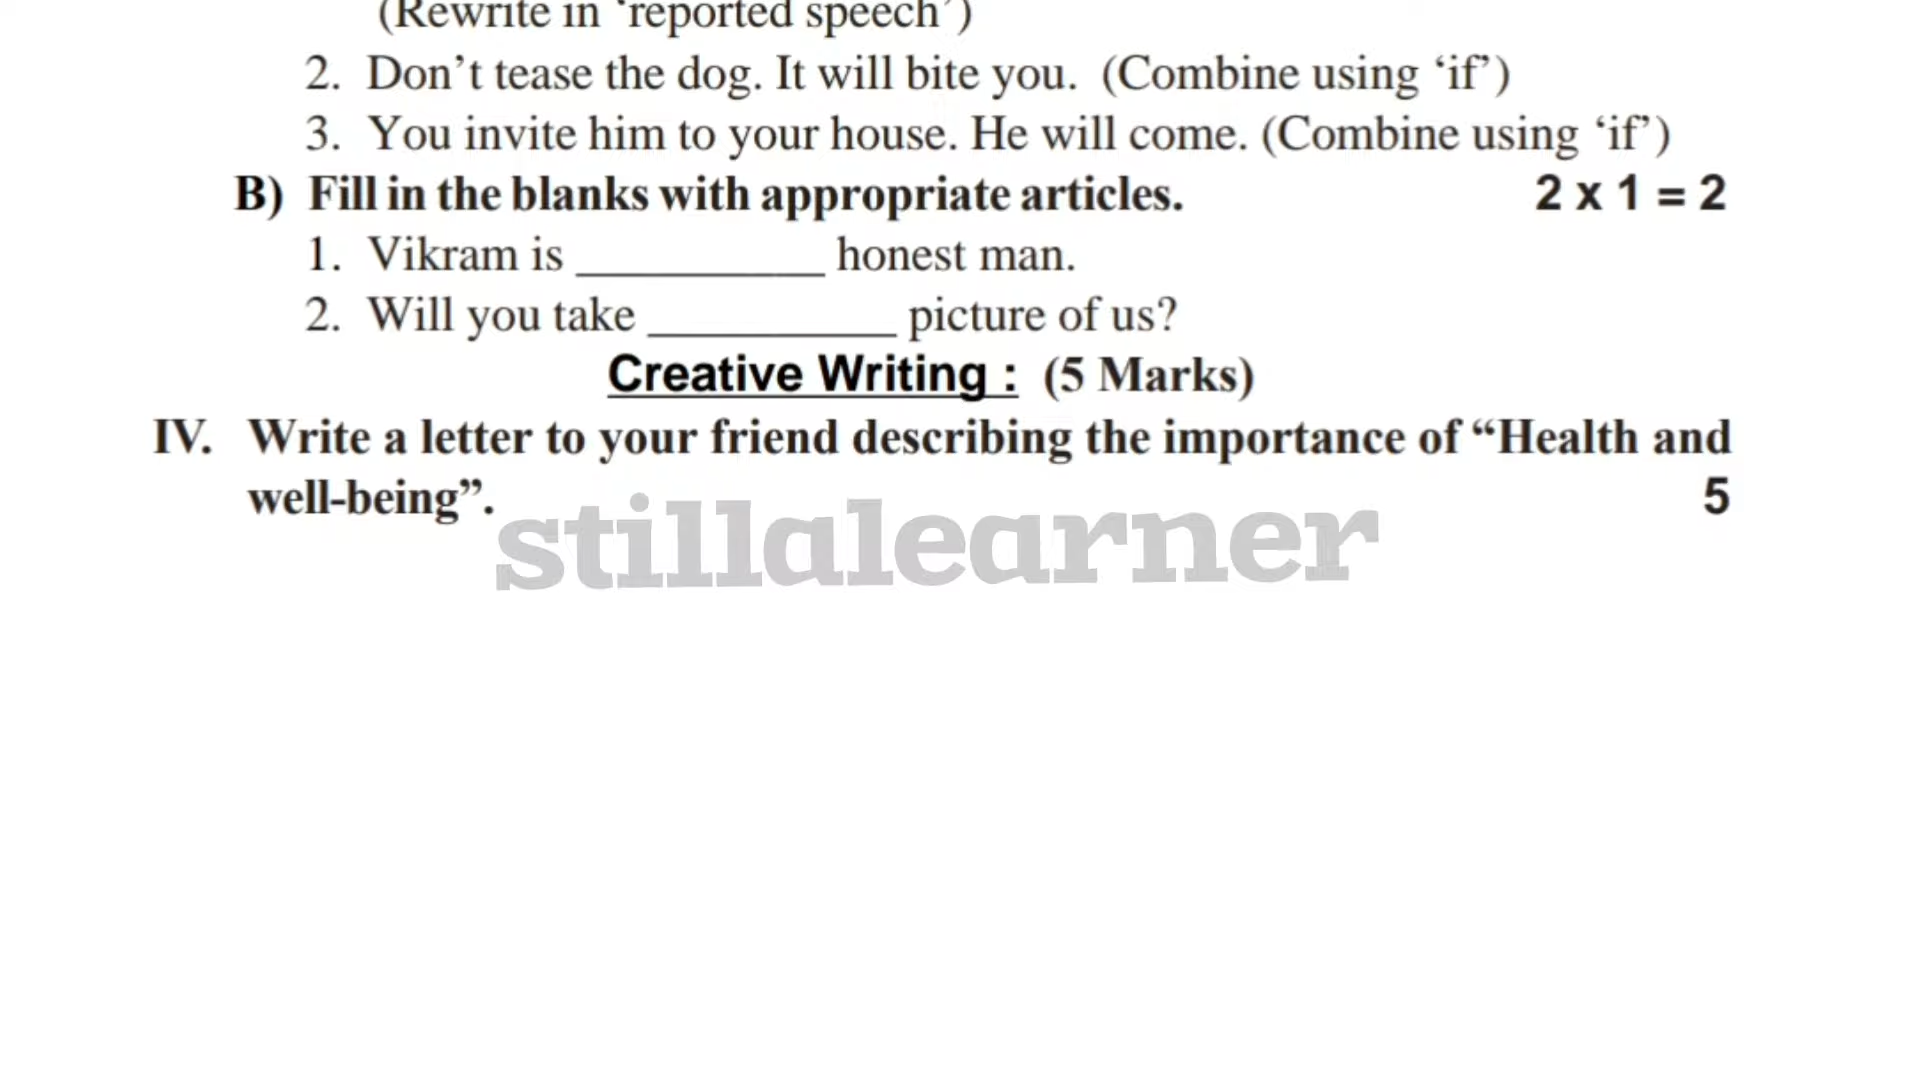 (Rewrite in ‘reported speech’)
2. Don’t tease the dog. It will bite you. (Combine using ‘if’)
3. You invite him to your house. He will come. (Combine using ‘if’)
B) Fill in the blanks with appropriate articles. 2 x 1 = 2
1. Vikram is __________ honest man.
2. Will you take __________ picture of us?
Creative Writing : (5 Marks)
IV. Write a letter to your friend describing the importance of “Health and
well-being”. 5
stillalearner